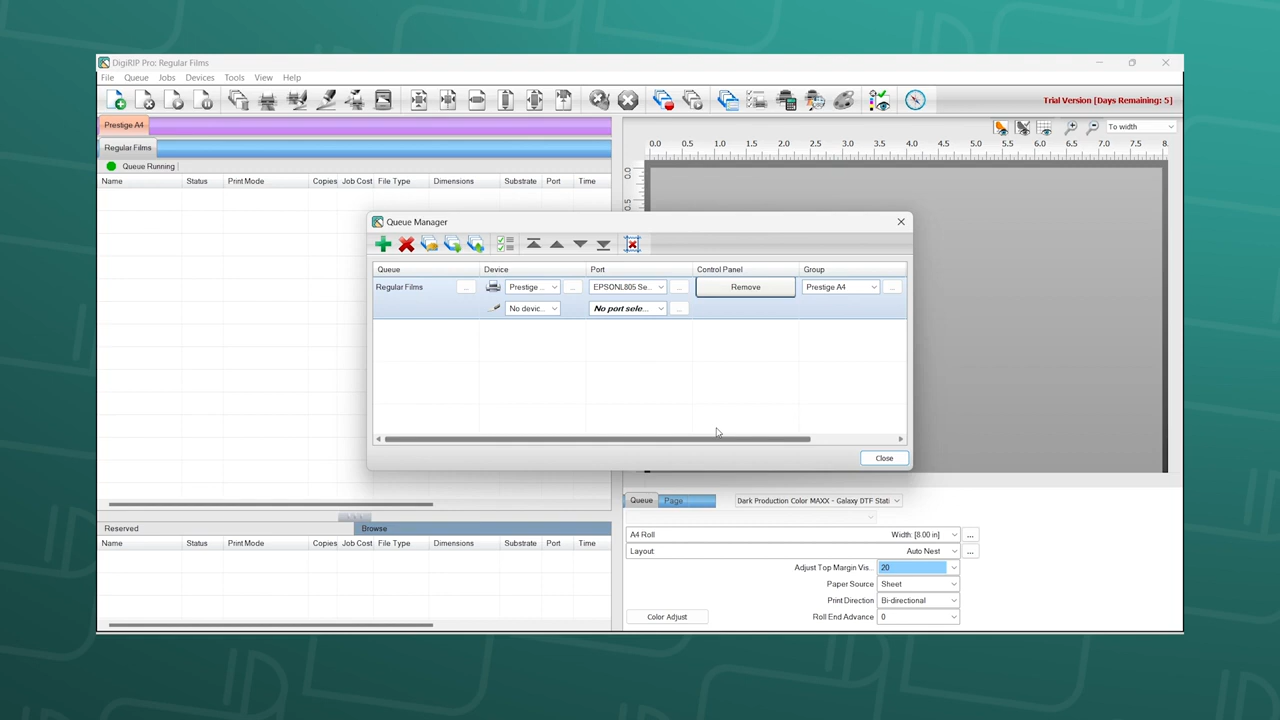 DigiRIP Pro: Regular Films
File Queue Jobs Devices Tools View Help
Trial Version [Days Remaining: 5]
Prestige A4
Regular Films
Queue Running
Name Status Print Mode Copies Job Cost File Type Dimensions Substrate Port Time
To width
0.0 0.5 1.0 1.5 2.0 2.5 3.0 3.5 4.0 4.5 5.0 5.5 6.0 6.5 7.0 7.5 8.
0.0
0.5
Queue Manager
Queue Device Port Control Panel Group
Regular Films ... Prestige .. ... EPSONL805 Se.. ... Remove Prestige A4 ...
No devic... No port sele... ...
Close
Queue Page Dark Production Color MAXX - Galaxy DTF Stati
A4 Roll Width: [8.00 in] ...
Layout Auto Nest ...
Adjust Top Margin Vis... 20
Paper Source Sheet
Print Direction Bi-directional
Color Adjust Roll End Advance 0
Reserved Browse
Name Status Print Mode Copies Job Cost File Type Dimensions Substrate Port Time